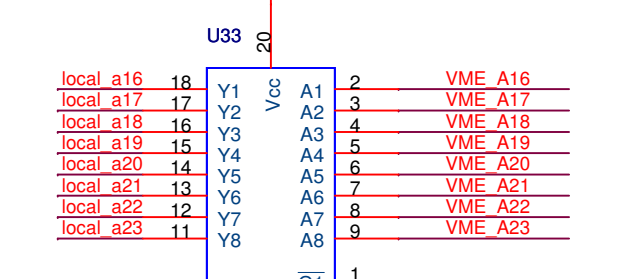 U33
20
Vcc
local_a16 18 Y1 A1 2 VME_A16
local_a17 17 Y2 A2 3 VME_A17
local_a18 16 Y3 A3 4 VME_A18
local_a19 15 Y4 A4 5 VME_A19
local_a20 14 Y5 A5 6 VME_A20
local_a21 13 Y6 A6 7 VME_A21
local_a22 12 Y7 A7 8 VME_A22
local_a23 11 Y8 A8 9 VME_A23
1